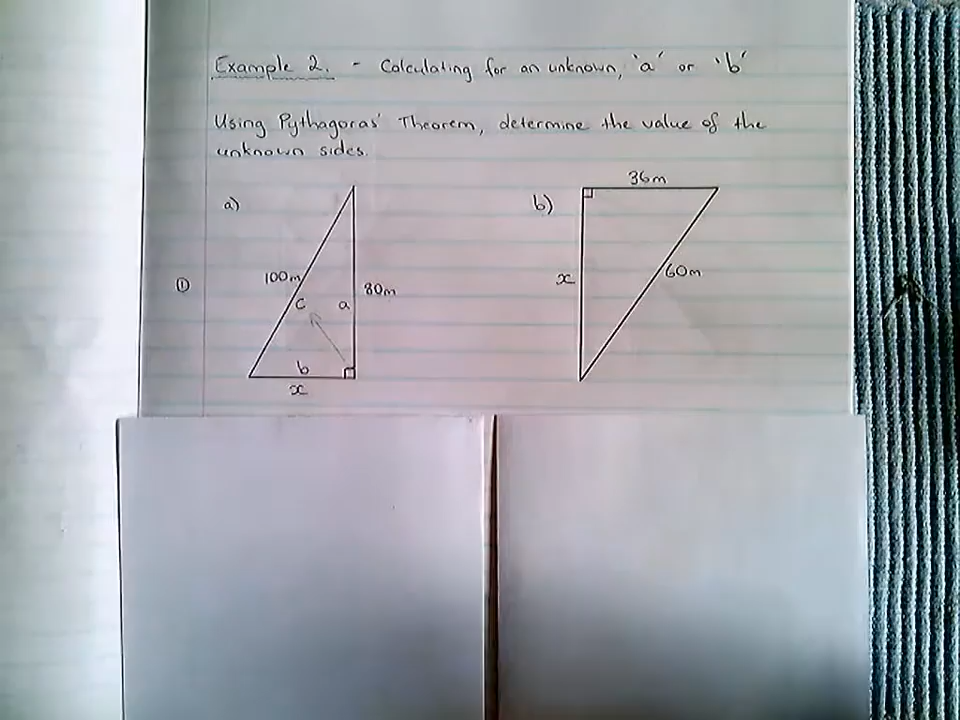 Example 2. - Calculating for an unknown, 'a' or 'b'
Using Pythagoras' Theorem, determine the value of the
unknown sides.
a)
①
100m
c
a
80m
b
x
b)
36m
x
60m